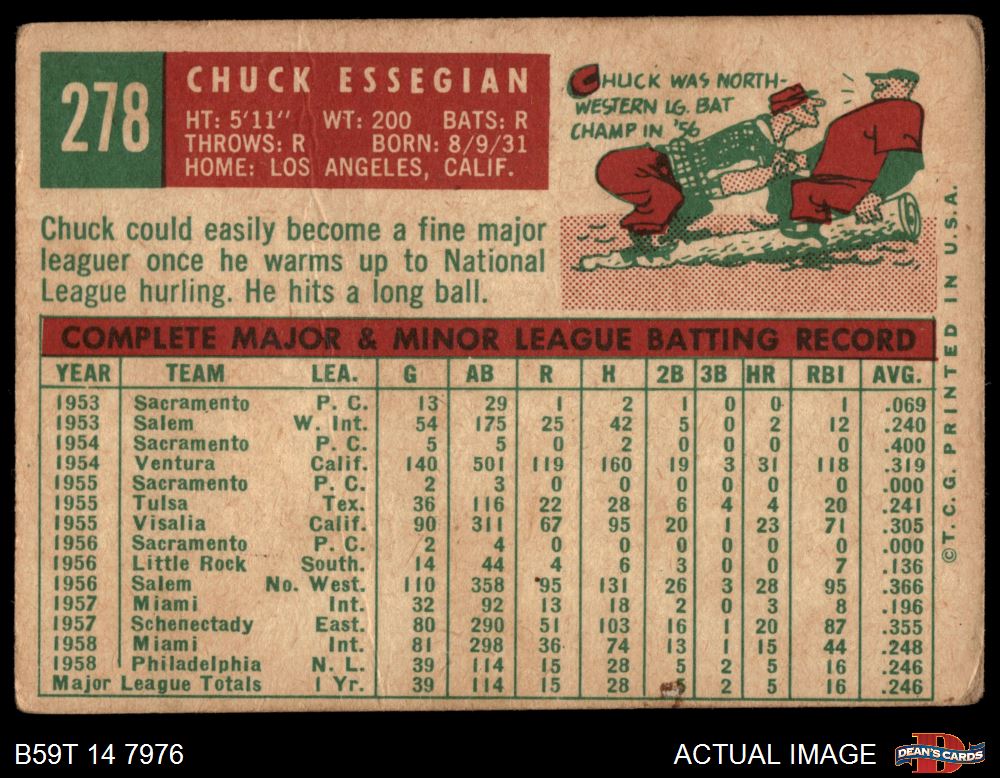 278
CHUCK ESSEGIAN
HT: 5'11" WT: 200 BATS: R
THROWS: R BORN: 8/9/31
HOME: LOS ANGELES, CALIF.
CHUCK WAS NORTH-
WESTERN LG. BAT
CHAMP IN '56
Chuck could easily become a fine major
leaguer once he warms up to National
League hurling. He hits a long ball.
COMPLETE MAJOR & MINOR LEAGUE BATTING RECORD
YEAR TEAM LEA. G AB R H 2B 3B HR RBI AVG.
1953 Sacramento P. C. 13 29 1 2 1 0 0 1 .069
1953 Salem W. Int. 54 175 25 42 5 0 2 12 .240
1954 Sacramento P. C. 5 5 0 2 0 0 0 0 .400
1954 Ventura Calif. 140 501 119 160 19 3 31 118 .319
1955 Sacramento P. C. 2 3 0 0 0 0 0 0 .000
1955 Tulsa Tex. 36 116 22 28 6 4 4 20 .241
1955 Visalia Calif. 90 311 67 95 20 1 23 71 .305
1956 Sacramento P. C. 2 4 0 0 0 0 0 0 .000
1956 Little Rock South. 14 44 4 6 3 0 0 7 .136
1956 Salem No. West. 110 358 95 131 26 3 28 95 .366
1957 Miami Int. 32 92 13 18 2 0 3 8 .196
1957 Schenectady East. 80 290 51 103 16 1 20 87 .355
1958 Miami Int. 81 298 36 74 13 1 15 44 .248
1958 Philadelphia N. L. 39 114 15 28 5 2 5 16 .246
Major League Totals 1 Yr. 39 114 15 28 5 2 5 16 .246
©T.C.G. PRINTED IN U.S.A.
B59T 14 7976
ACTUAL IMAGE
DEAN'S CARDS